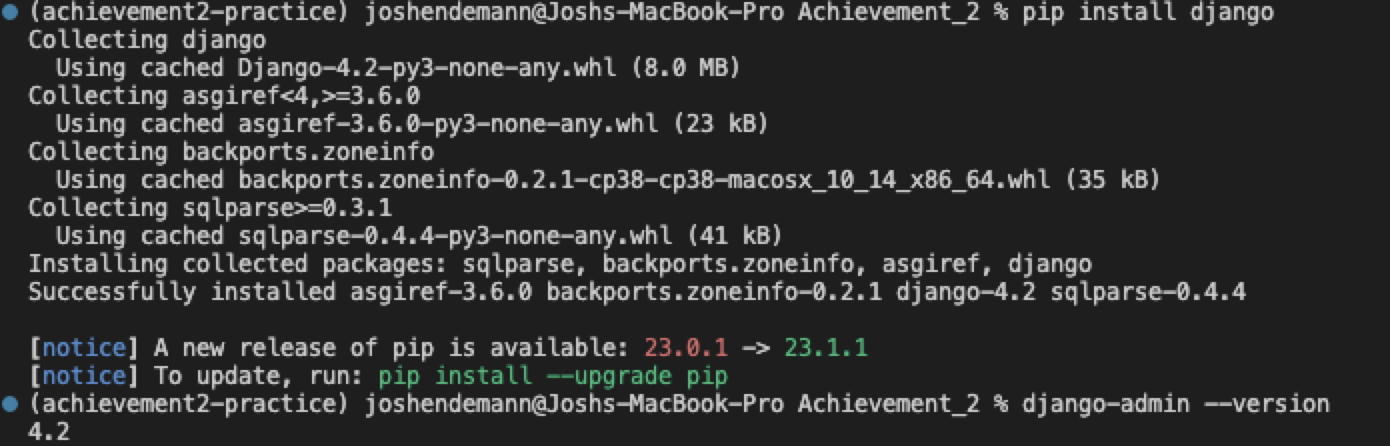 (achievement2-practice) joshendemann@Joshs-MacBook-Pro Achievement_2 % pip install django
Collecting django
  Using cached Django-4.2-py3-none-any.whl (8.0 MB)
Collecting asgiref<4,>=3.6.0
  Using cached asgiref-3.6.0-py3-none-any.whl (23 kB)
Collecting backports.zoneinfo
  Using cached backports.zoneinfo-0.2.1-cp38-cp38-macosx_10_14_x86_64.whl (35 kB)
Collecting sqlparse>=0.3.1
  Using cached sqlparse-0.4.4-py3-none-any.whl (41 kB)
Installing collected packages: sqlparse, backports.zoneinfo, asgiref, django
Successfully installed asgiref-3.6.0 backports.zoneinfo-0.2.1 django-4.2 sqlparse-0.4.4

[notice] A new release of pip is available: 23.0.1 -> 23.1.1
[notice] To update, run: pip install --upgrade pip
(achievement2-practice) joshendemann@Joshs-MacBook-Pro Achievement_2 % django-admin --version
4.2